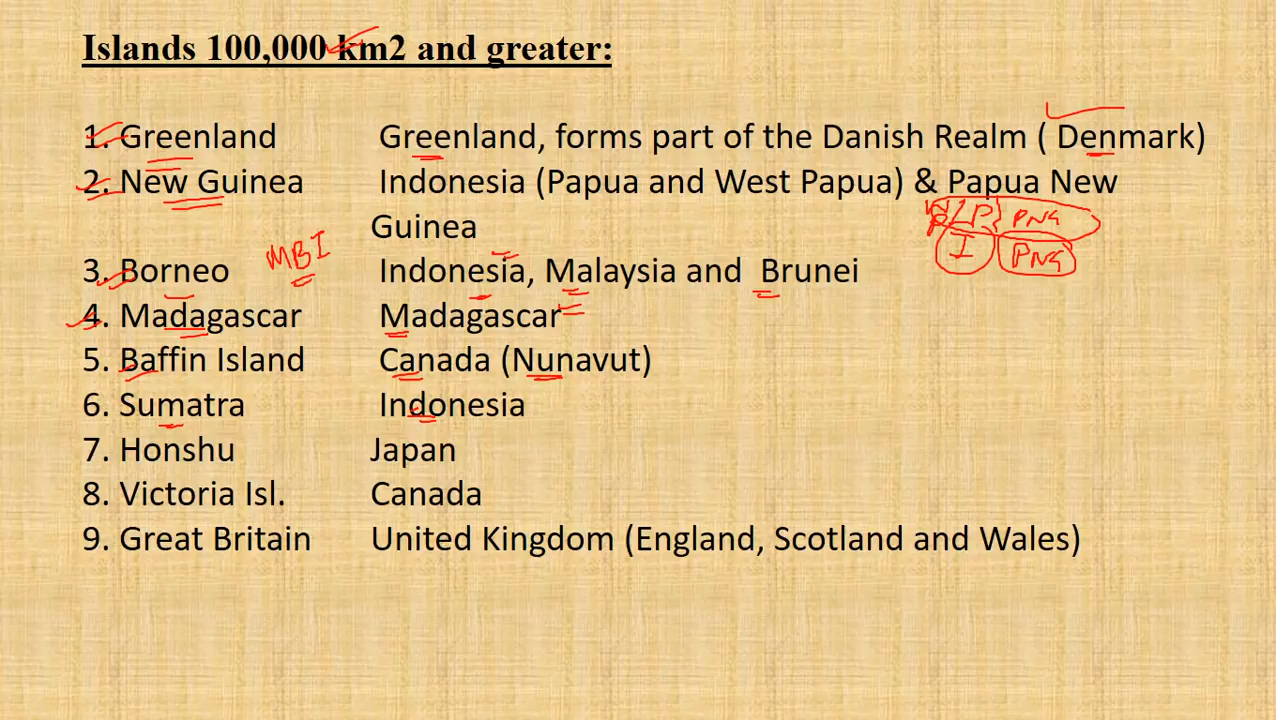 Islands 100,000 km2 and greater:
1. Greenland Greenland, forms part of the Danish Realm ( Denmark)
2. New Guinea Indonesia (Papua and West Papua) & Papua New
Guinea
P PNG
MBI
I PNG
3. Borneo Indonesia, Malaysia and Brunei
4. Madagascar Madagascar
5. Baffin Island Canada (Nunavut)
6. Sumatra Indonesia
7. Honshu Japan
8. Victoria Isl. Canada
9. Great Britain United Kingdom (England, Scotland and Wales)